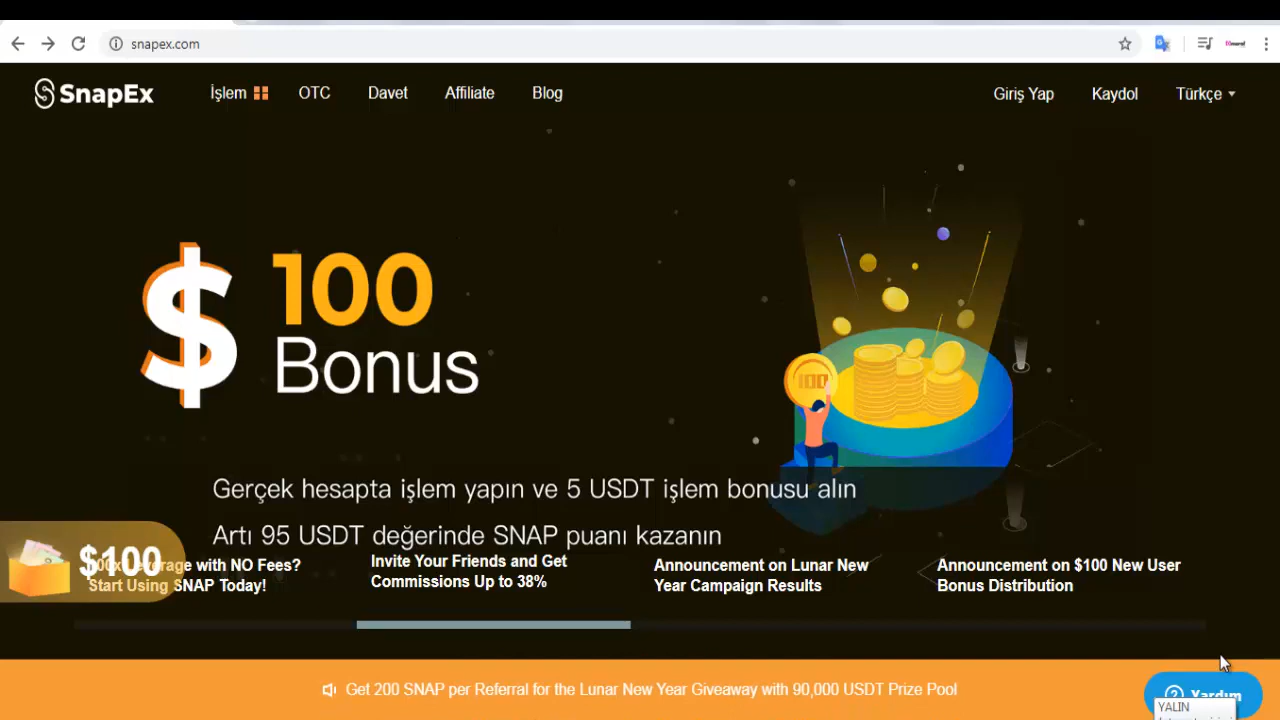 snapex.com
SnapEx
İşlem
OTC
Davet
Affiliate
Blog
Giriş Yap
Kaydol
Türkçe
$ 100
Bonus
100
Gerçek hesapta işlem yapın ve 5 USDT işlem bonusu alın
Artı 95 USDT değerinde SNAP puanı kazanın
$100
Leverage with NO Fees?
Start Using SNAP Today!
Invite Your Friends and Get
Commissions Up to 38%
Announcement on Lunar New
Year Campaign Results
Announcement on $100 New User
Bonus Distribution
Get 200 SNAP per Referral for the Lunar New Year Giveaway with 90,000 USDT Prize Pool
Yardım
YALIN